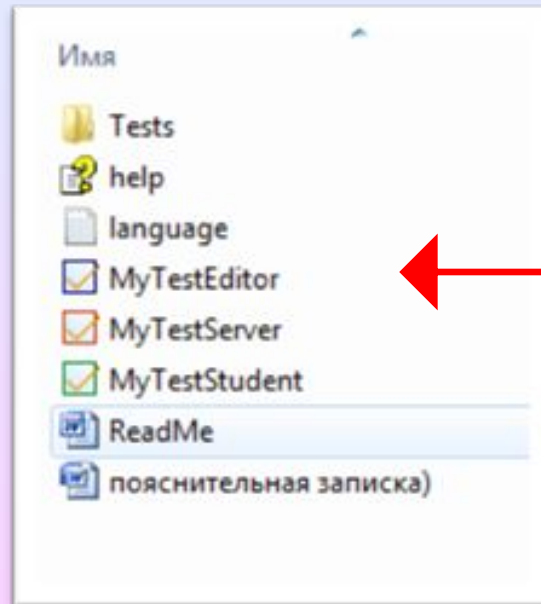 Имя
Tests
help
language
MyTestEditor
MyTestServer
MyTestStudent
ReadMe
пояснительная записка)